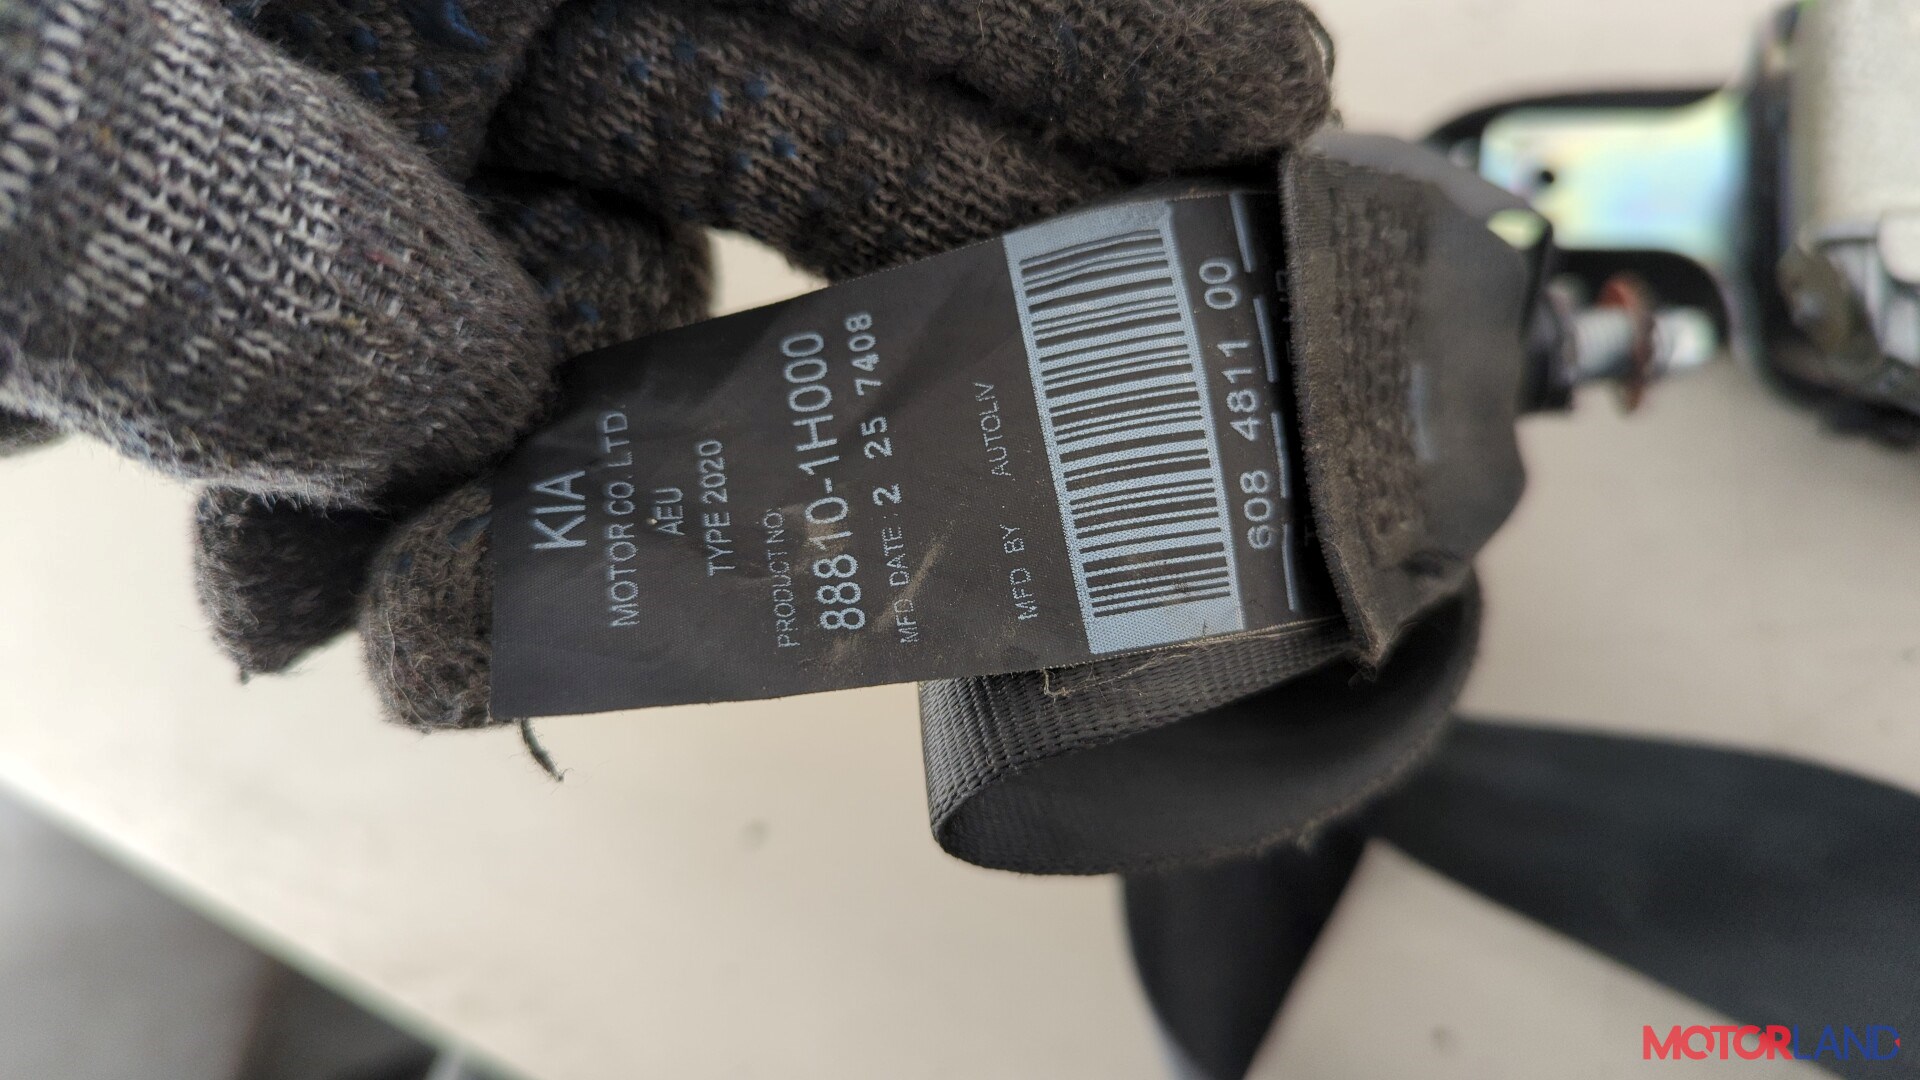 KIA
MOTOR CO. LTD.
AEU
TYPE 2020
PRODUCT NO:
88810-1H000
MFD DATE: 2 25 7408
MFD BY AUTOLIV
608 4811 00
MOTORLAND